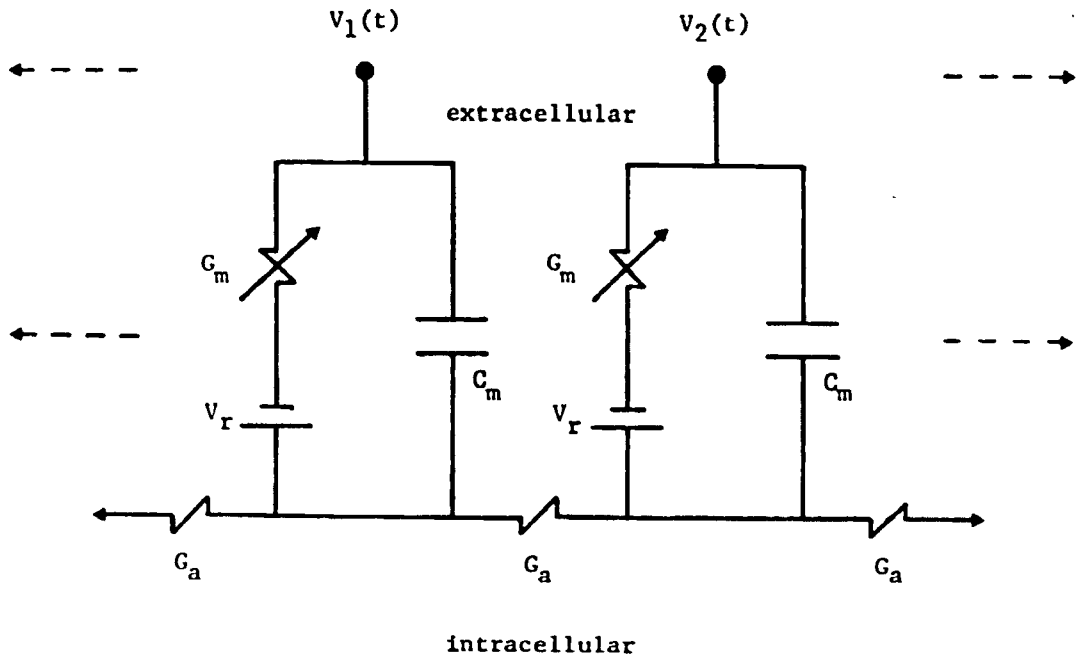 V1(t)
V2(t)
extracellular
Gm
Gm
Cm
Cm
Vr
Vr
Ga
Ga
Ga
intracellular